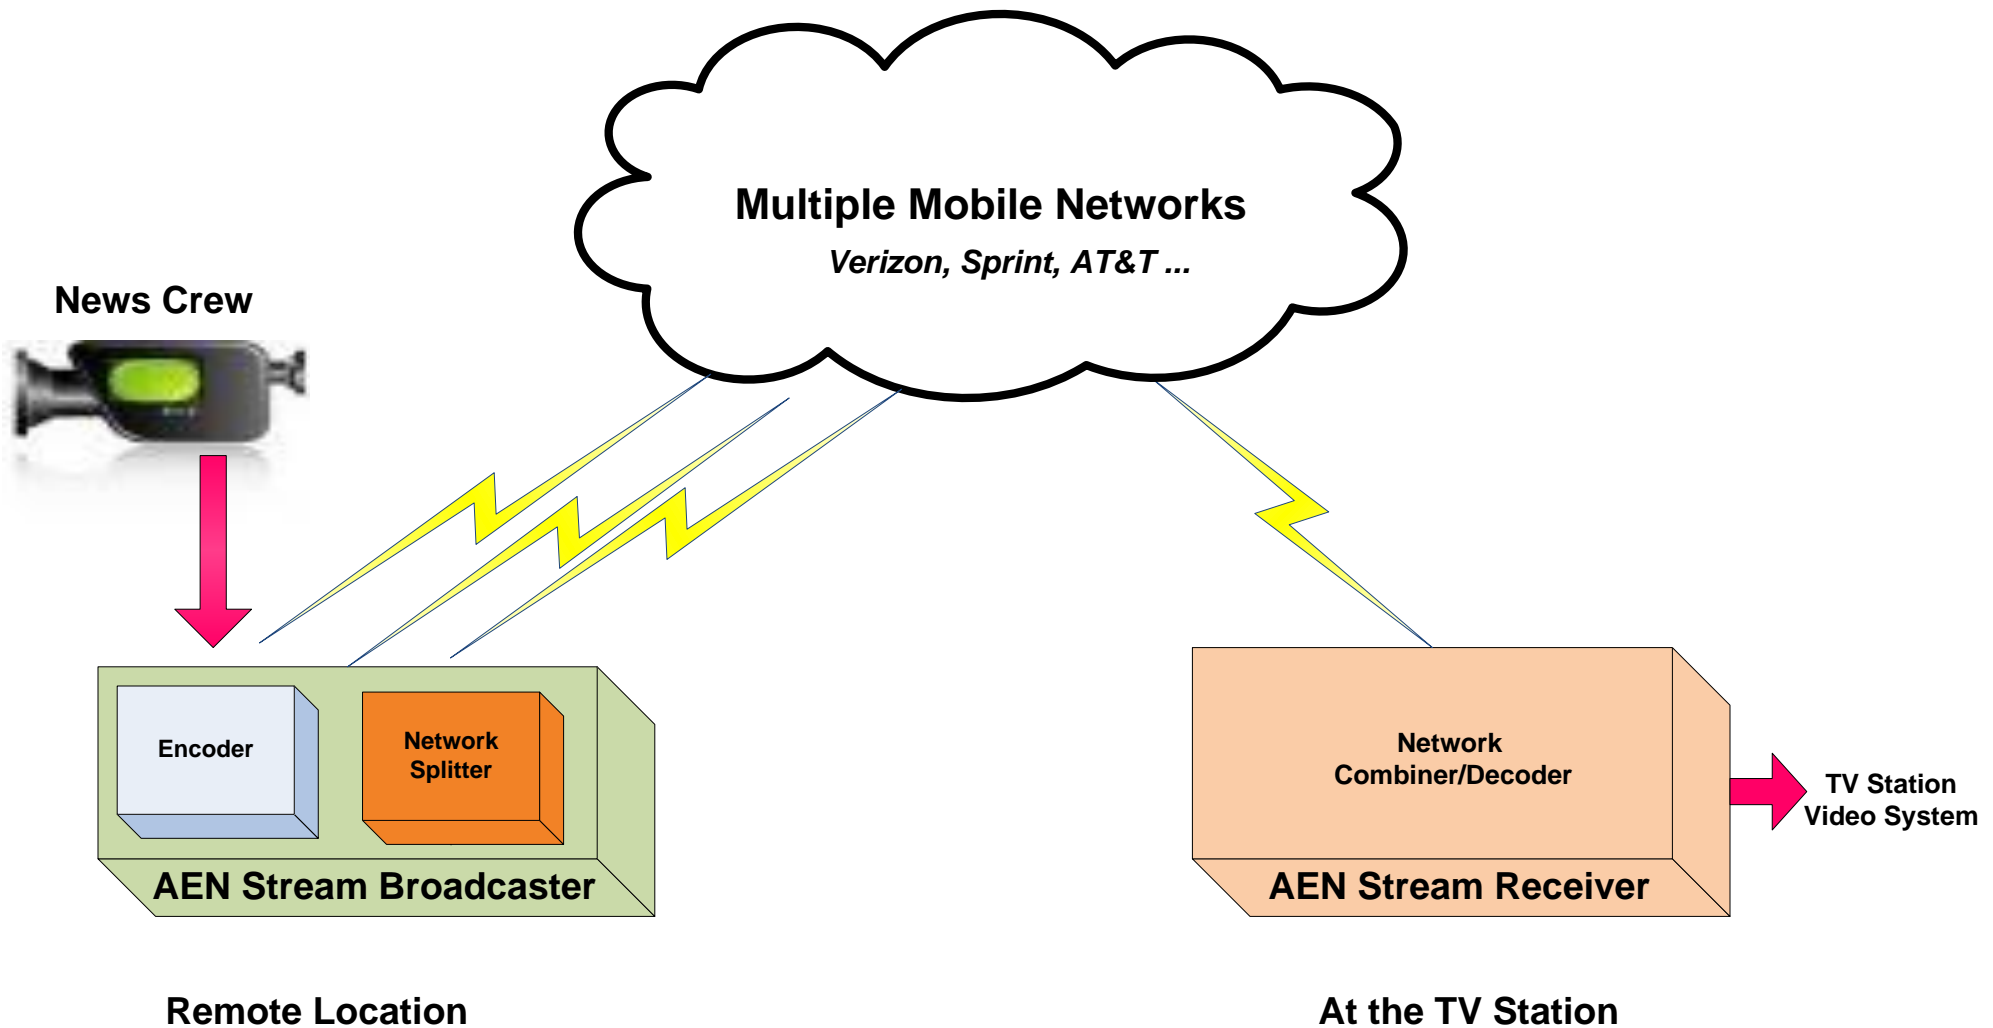 Multiple Mobile Networks
Verizon, Sprint, AT&T ...
News Crew
Encoder
Network
Splitter
AEN Stream Broadcaster
Network
Combiner/Decoder
AEN Stream Receiver
TV Station
Video System
Remote Location
At the TV Station